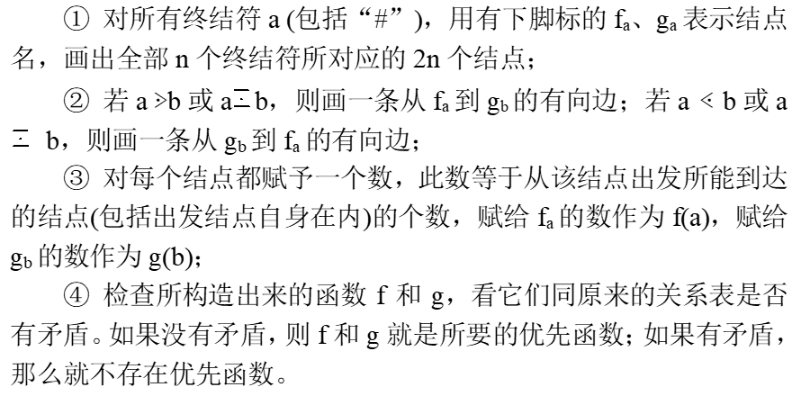 ① 对所有终结符 a (包括“#”)，用有下脚标的 fₐ、gₐ 表示结点
名，画出全部 n 个终结符所对应的 2n 个结点；
② 若 a ⋗ b 或 a ≐ b，则画一条从 fₐ 到 g_b 的有向边；若 a ⋖ b 或 a
≐ b，则画一条从 g_b 到 fₐ 的有向边；
③ 对每个结点都赋予一个数，此数等于从该结点出发所能到达
的结点(包括出发结点自身在内)的个数，赋给 fₐ 的数作为 f(a)，赋给
g_b 的数作为 g(b)；
④ 检查所构造出来的函数 f 和 g，看它们同原来的关系表是否
有矛盾。如果没有矛盾，则 f 和 g 就是所要的优先函数；如果有矛盾，
那么就不存在优先函数。